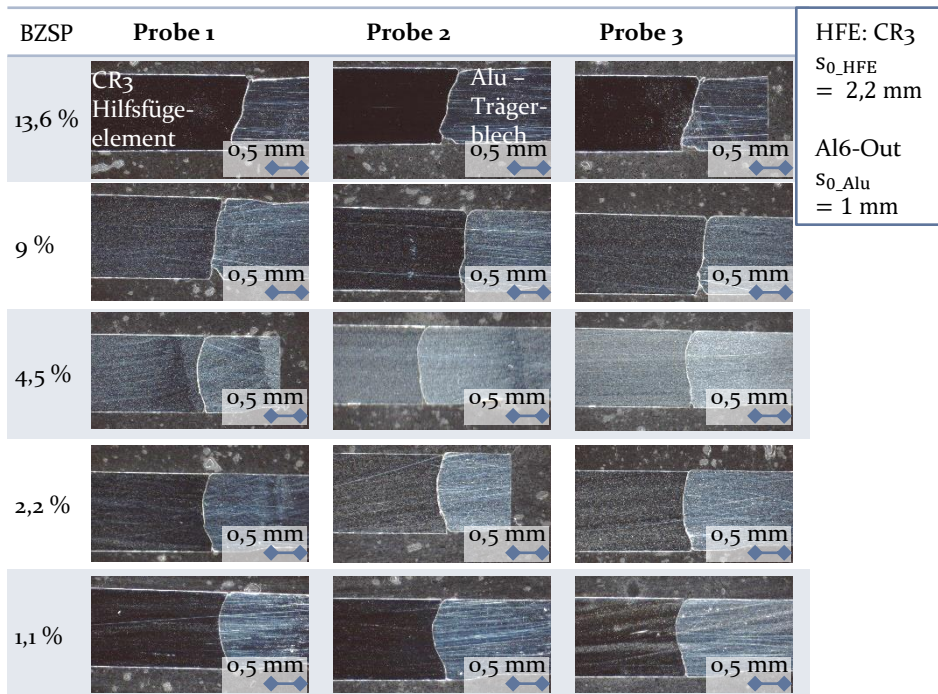 BZSP Probe 1 Probe 2 Probe 3
13,6 %
CR3
Hilfsfüge-
element
0,5 mm
Alu –
Träger-
blech
0,5 mm
0,5 mm
9 %
0,5 mm
0,5 mm
0,5 mm
4,5 %
0,5 mm
0,5 mm
0,5 mm
2,2 %
0,5 mm
0,5 mm
0,5 mm
1,1 %
0,5 mm
0,5 mm
0,5 mm
HFE: CR3
s0_HFE
= 2,2 mm
Al6-Out
s0_Alu
= 1 mm